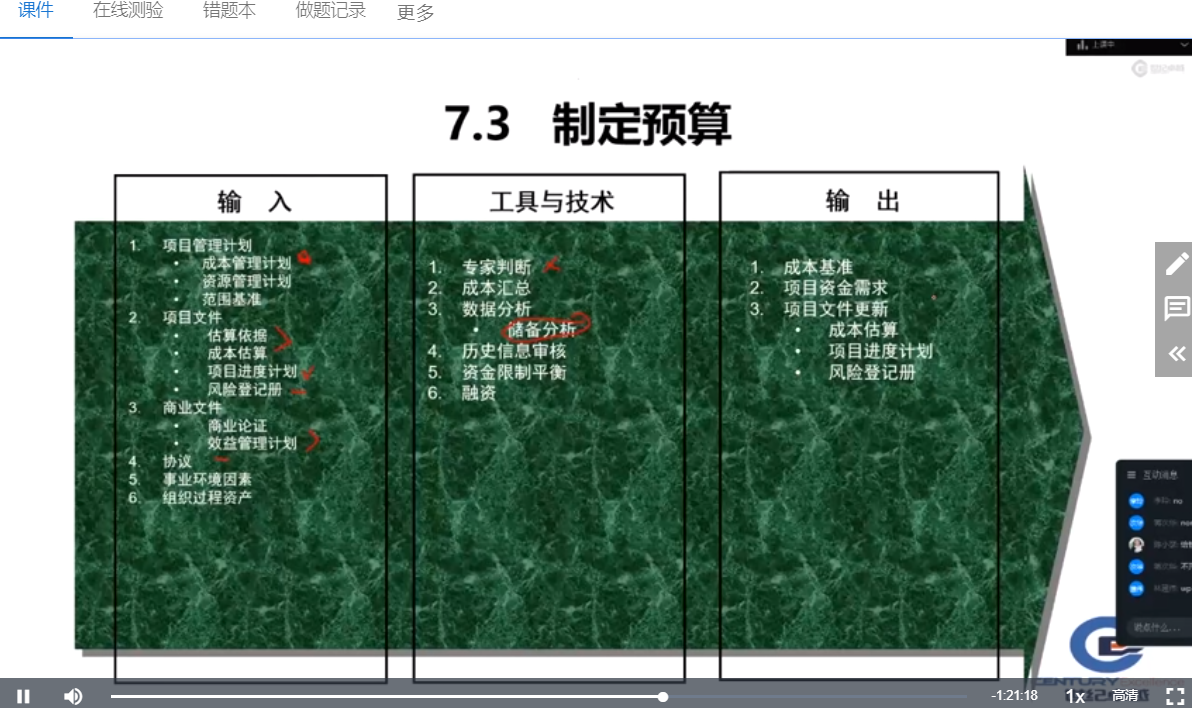 课件 在线测验 错题本 做题记录 更多
上课中
7.3 制定预算
输 入
1. 项目管理计划
• 成本管理计划
• 资源管理计划
• 范围基准
2. 项目文件
• 估算依据
• 成本估算
• 项目进度计划
• 风险登记册
3. 商业文件
• 商业论证
• 效益管理计划
4. 协议
5. 事业环境因素
6. 组织过程资产
工具与技术
1. 专家判断
2. 成本汇总
3. 数据分析
• 储备分析
4. 历史信息审核
5. 资金限制平衡
6. 融资
输 出
1. 成本基准
2. 项目资金需求
3. 项目文件更新
• 成本估算
• 项目进度计划
• 风险登记册
互动消息
no
说点什么...
CENTURY
-1:21:18 1x 高清